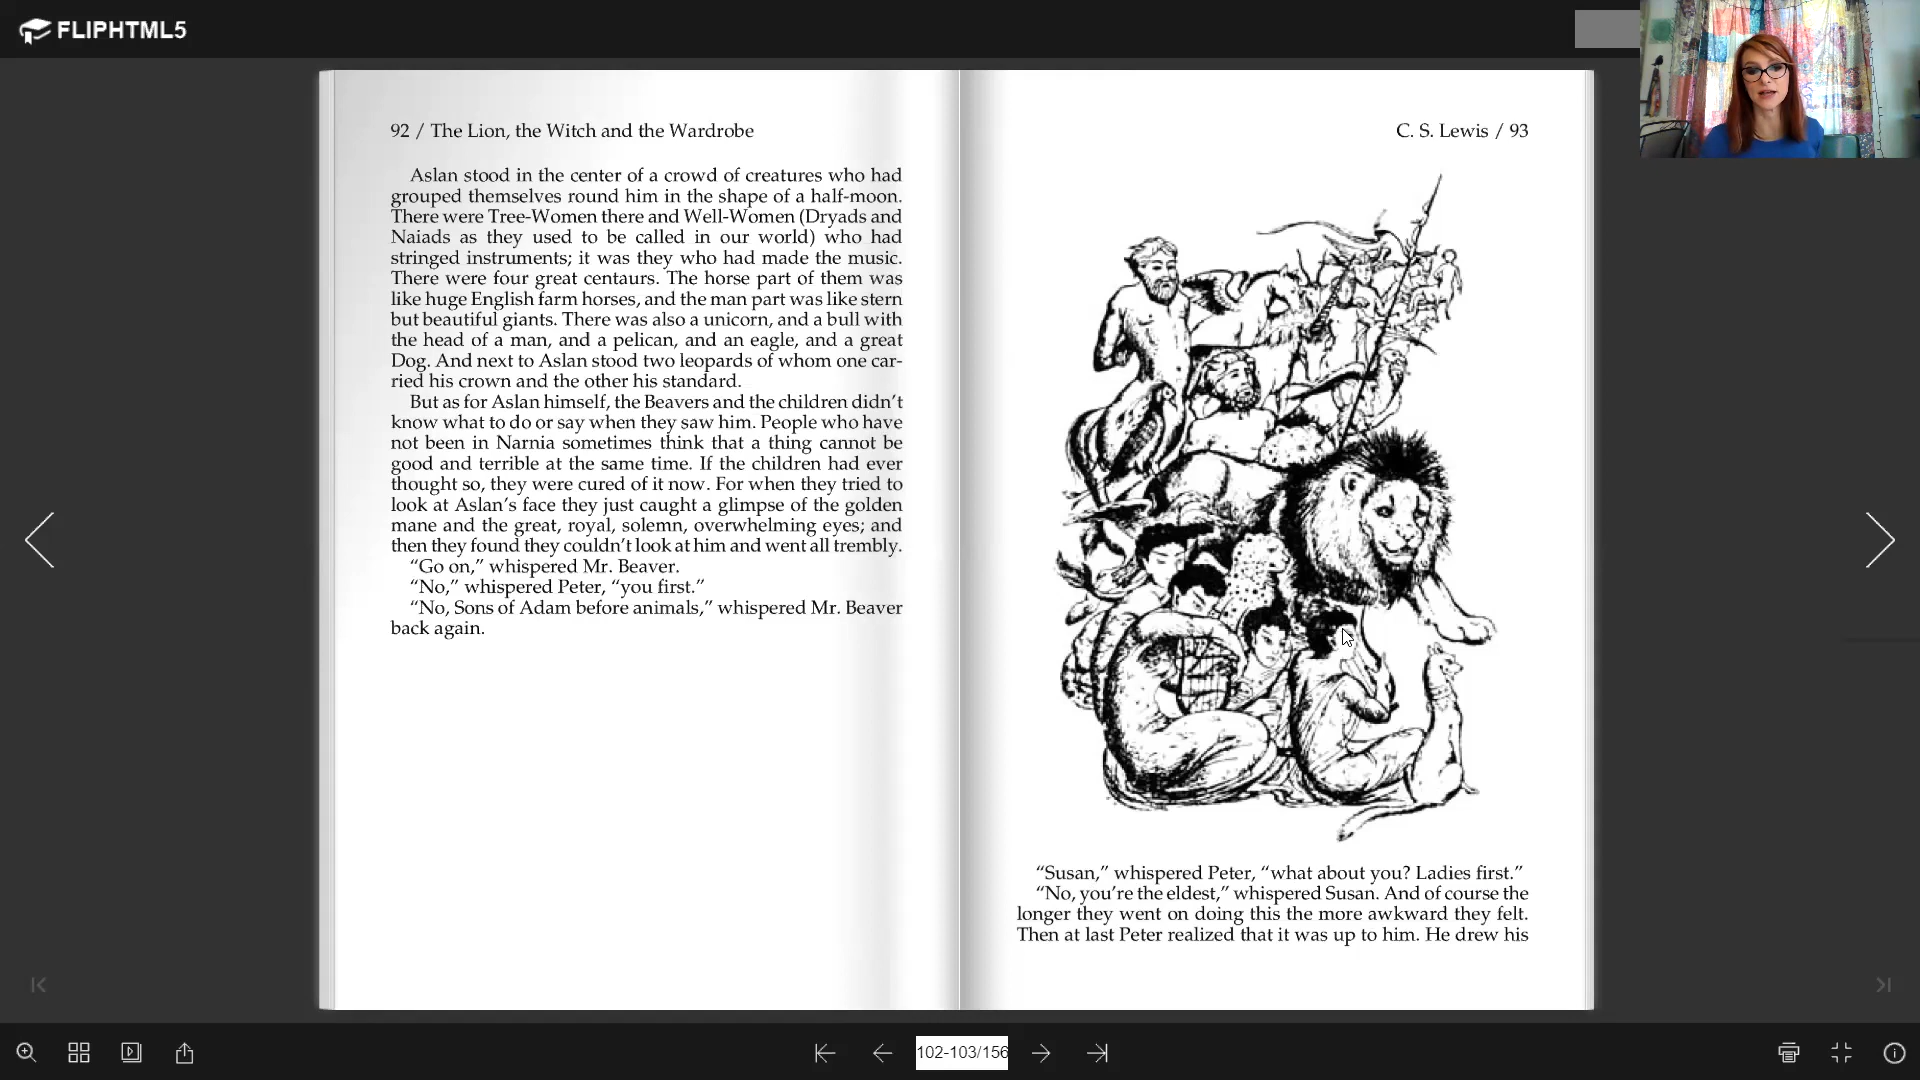 FLIPHTML5
92 / The Lion, the Witch and the Wardrobe
Aslan stood in the center of a crowd of creatures who had
grouped themselves round him in the shape of a half-moon.
There were Tree-Women there and Well-Women (Dryads and
Naiads as they used to be called in our world) who had
stringed instruments; it was they who had made the music.
There were four great centaurs. The horse part of them was
like huge English farm horses, and the man part was like stern
but beautiful giants. There was also a unicorn, and a bull with
the head of a man, and a pelican, and an eagle, and a great
Dog. And next to Aslan stood two leopards of whom one car-
ried his crown and the other his standard.
But as for Aslan himself, the Beavers and the children didn’t
know what to do or say when they saw him. People who have
not been in Narnia sometimes think that a thing cannot be
good and terrible at the same time. If the children had ever
thought so, they were cured of it now. For when they tried to
look at Aslan’s face they just caught a glimpse of the golden
mane and the great, royal, solemn, overwhelming eyes; and
then they found they couldn’t look at him and went all trembly.
“Go on,” whispered Mr. Beaver.
“No,” whispered Peter, “you first.”
“No, Sons of Adam before animals,” whispered Mr. Beaver
back again.
C. S. Lewis / 93
“Susan,” whispered Peter, “what about you? Ladies first.”
“No, you’re the eldest,” whispered Susan. And of course the
longer they went on doing this the more awkward they felt.
Then at last Peter realized that it was up to him. He drew his
102-103/156